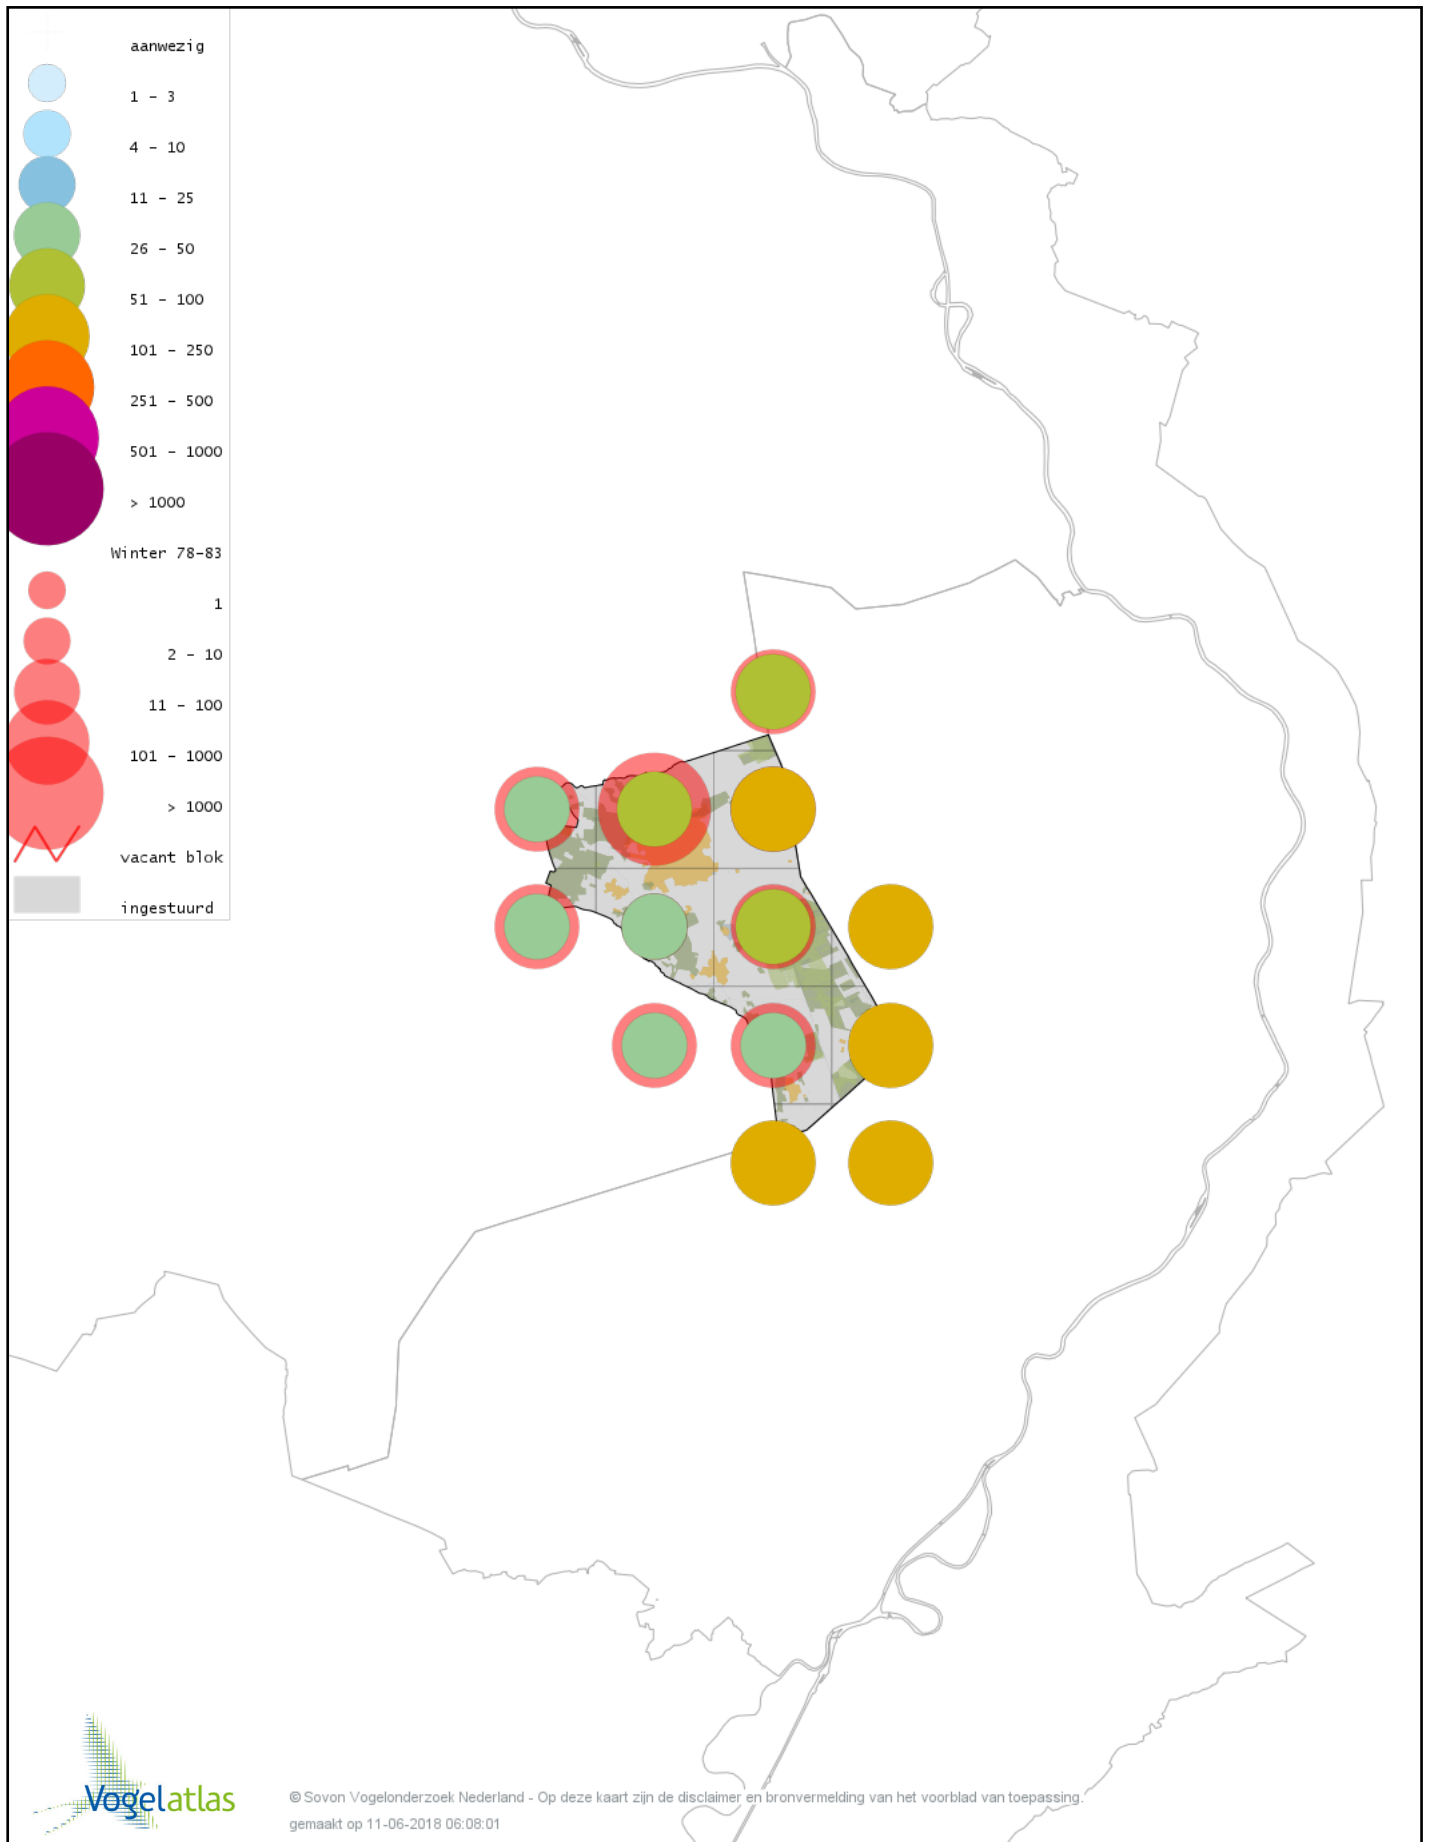 aanwezig
1 - 3
4 - 10
11 - 25
26 - 50
51 - 100
101 - 250
251 - 500
501 - 1000
> 1000
Winter 78-83
1
2 - 10
11 - 100
101 - 1000
> 1000
vacant blok
ingestuurd
Vogelatlas
© Sovon Vogelonderzoek Nederland - Op deze kaart zijn de disclaimer en bronvermelding van het voorblad van toepassing.
gemaakt op 11-06-2018 06:08:01